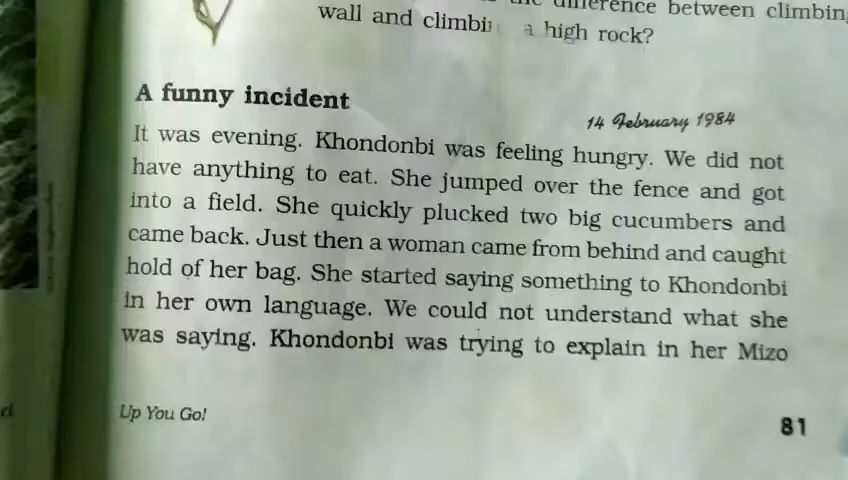 difference between climbing
wall and climbi a high rock?
A funny incident
14 February 1984
It was evening. Khondonbi was feeling hungry. We did not
have anything to eat. She jumped over the fence and got
into a field. She quickly plucked two big cucumbers and
came back. Just then a woman came from behind and caught
hold of her bag. She started saying something to Khondonbi
in her own language. We could not understand what she
was saying. Khondonbi was trying to explain in her Mizo
Up You Go!
81